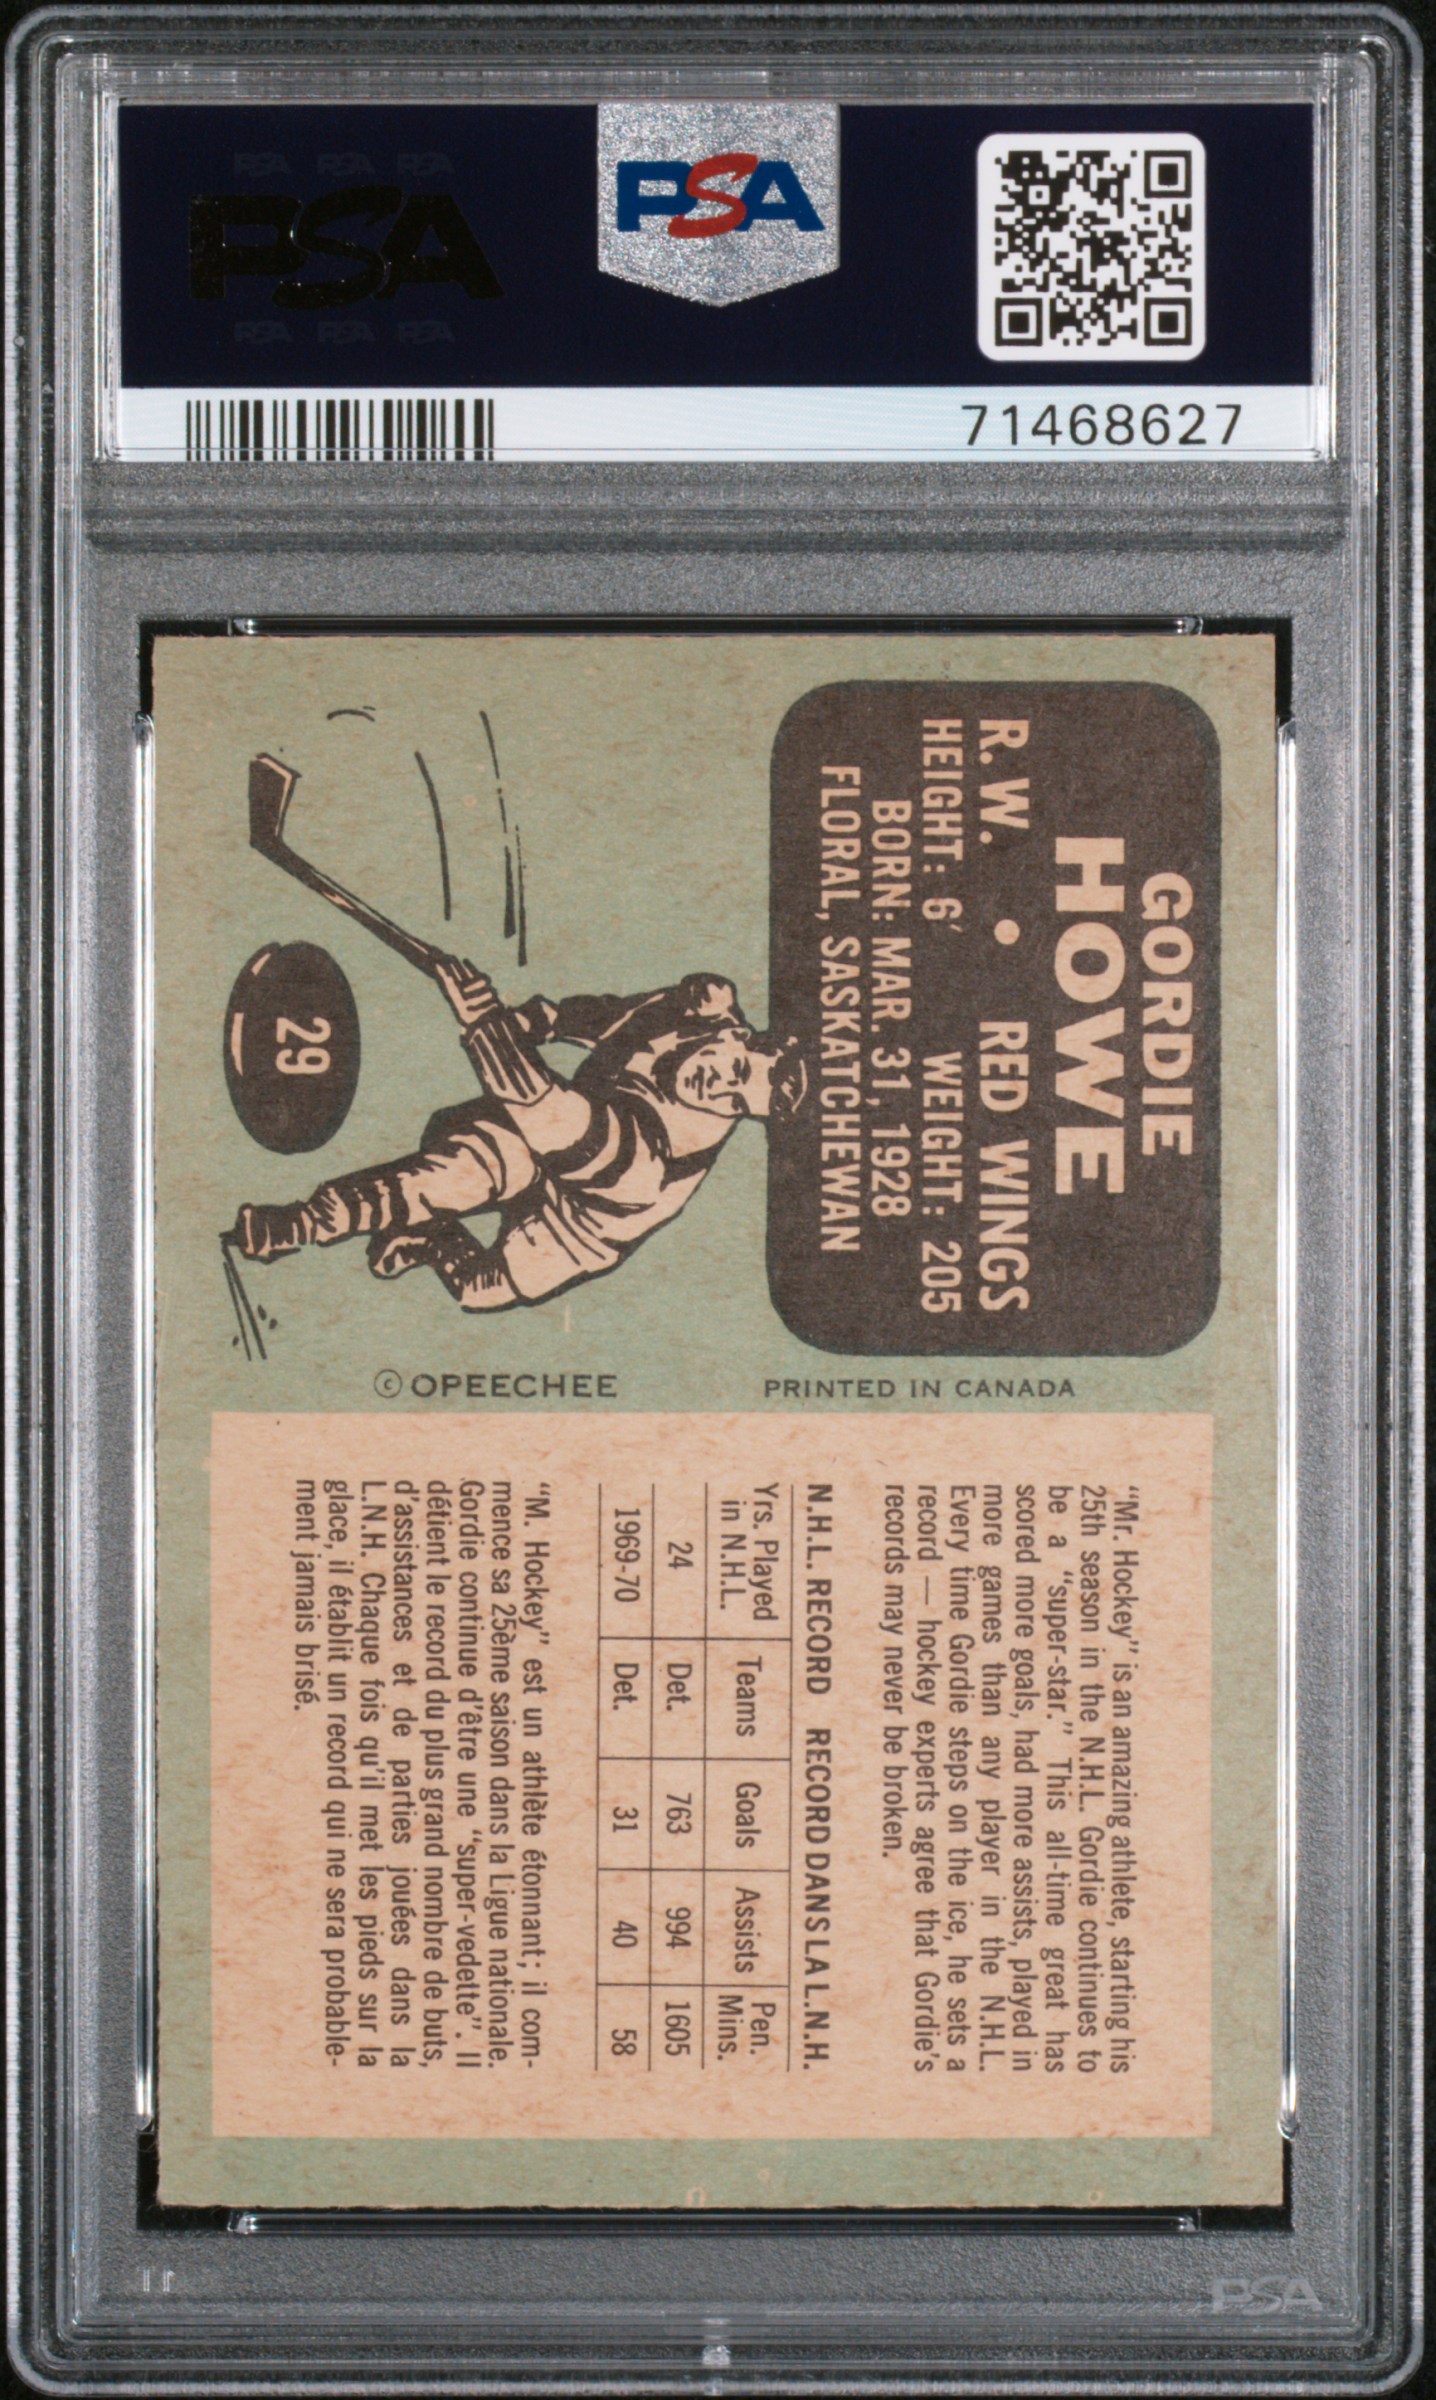 PSA PSA PSA
PSA
PSA PSA PSA
PSA
71468627
GORDIE
HOWE
R.W. • RED WINGS
HEIGHT: 6' WEIGHT: 205
BORN: MAR. 31, 1928
FLORAL, SASKATCHEWAN
29
© OPEECHEE
PRINTED IN CANADA
"Mr. Hockey" is an amazing athlete, starting his
25th season in the N.H.L. Gordie continues to
be a "super-star." This all-time great has
scored more goals, had more assists, played in
more games than any player in the N.H.L.
Every time Gordie steps on the ice, he sets a
record — hockey experts agree that Gordie's
records may never be broken.
N.H.L. RECORD RECORD DANS LA L.N.H.
Yrs. Played in N.H.L. Teams Goals Assists Pen. Mins.
24 Det. 763 994 1605
1969-70 Det. 31 40 58
"M. Hockey" est un athlète étonnant; il com-
mence sa 25ème saison dans la Ligue nationale.
Gordie continue d'être une "super-vedette". Il
détient le record du plus grand nombre de buts,
d'assistances et de parties jouées dans la
L.N.H. Chaque fois qu'il met les pieds sur la
glace, il établit un record qui ne sera probable-
ment jamais brisé.
PSA